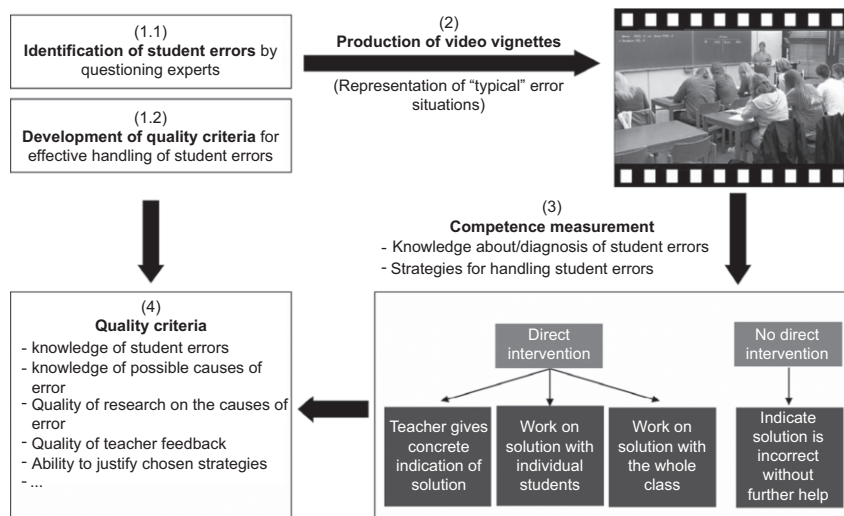 (1.1)
Identification of student errors by
questioning experts
(1.2)
Development of quality criteria for
effective handling of student errors
(2)
Production of video vignettes
(Representation of “typical” error
situations)
(3)
Competence measurement
- Knowledge about/diagnosis of student errors
- Strategies for handling student errors
(4)
Quality criteria
- knowledge of student errors
- knowledge of possible causes of
error
- Quality of research on the causes of
error
- Quality of teacher feedback
- Ability to justify chosen strategies
- ...
Direct
intervention
No direct
intervention
Teacher gives
concrete
indication of
solution
Work on
solution with
individual
students
Work on
solution with
the whole
class
Indicate
solution is
incorrect
without
further help